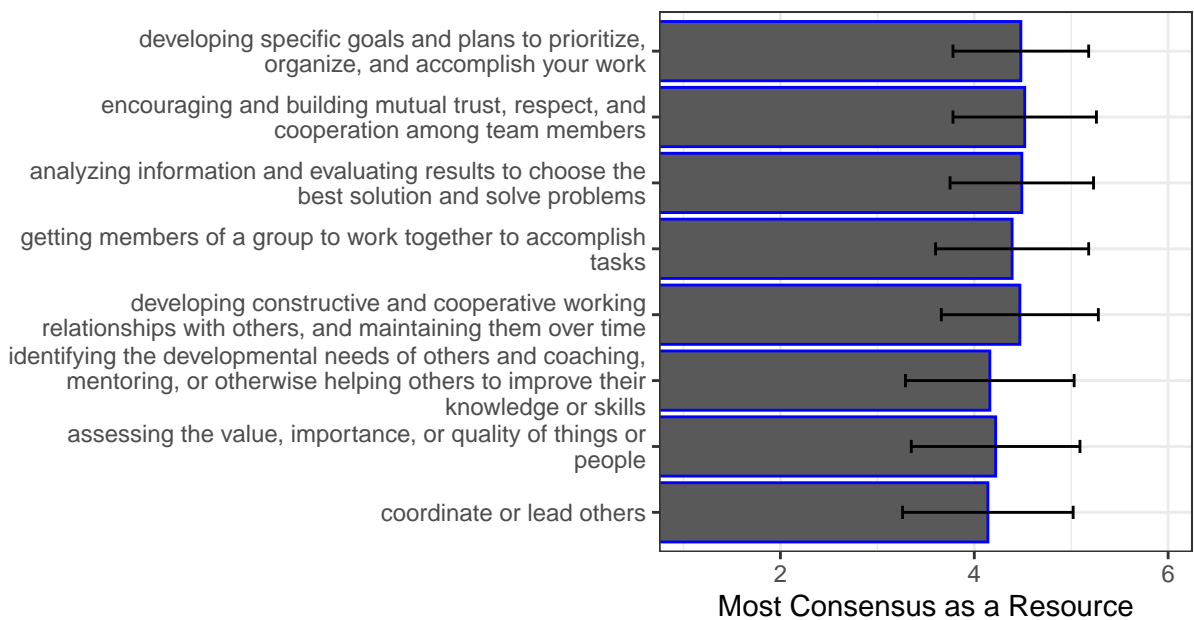 developing specific goals and plans to prioritize,
organize, and accomplish your work
encouraging and building mutual trust, respect, and
cooperation among team members
analyzing information and evaluating results to choose the
best solution and solve problems
getting members of a group to work together to accomplish
tasks
developing constructive and cooperative working
relationships with others, and maintaining them over time
identifying the developmental needs of others and coaching,
mentoring, or otherwise helping others to improve their
knowledge or skills
assessing the value, importance, or quality of things or
people
coordinate or lead others
2 4 6
Most Consensus as a Resource